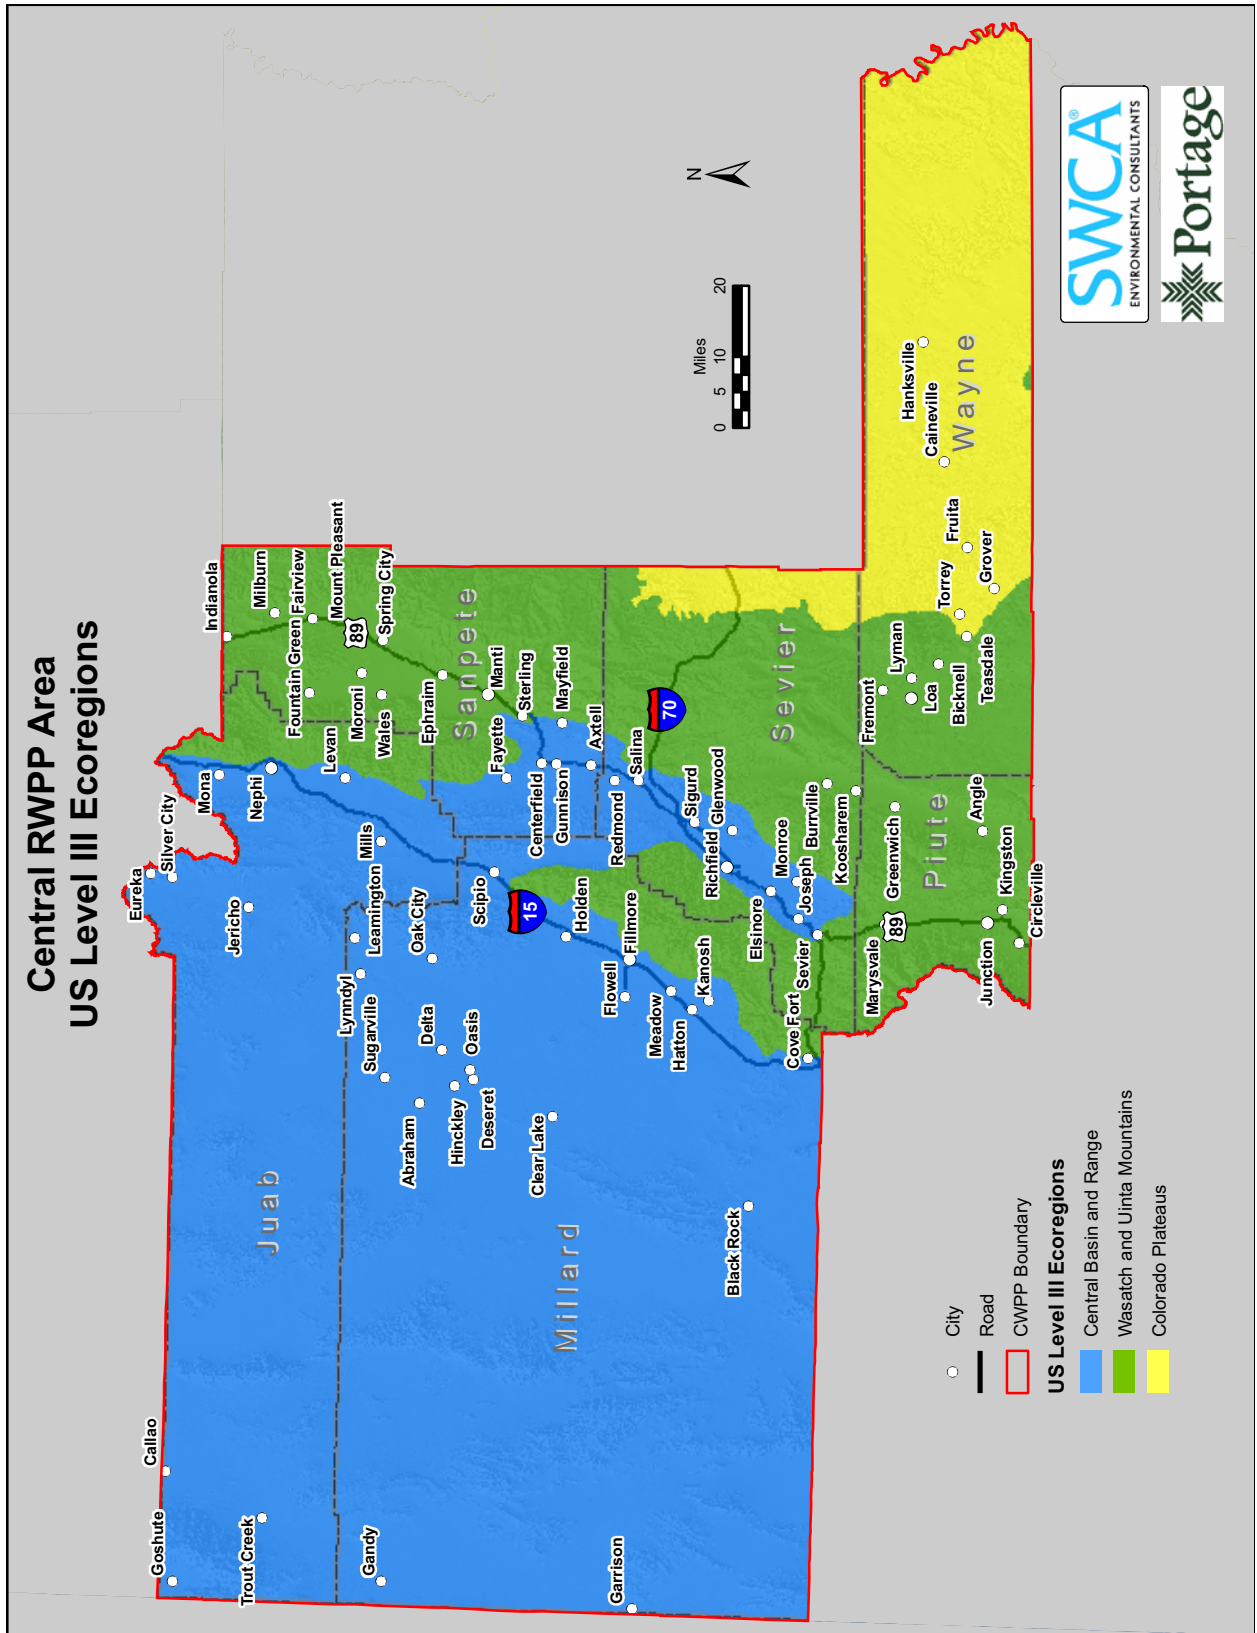 Central RWPP Area
US Level III Ecoregions
Goshute
Callao
Trout Creek
Gandy
Garrison
Juab
Millard
Black Rock
Eureka
Silver City
Jericho
Mona
Nephi
Levan
Mills
Leamington
Lynndyl
Sugarville
Oak City
Delta
Oasis
Abraham
Hinckley
Deseret
Clear Lake
Scipio
15
Holden
Fillmore
Flowell
Meadow
Hatton
Kanosh
Cove Fort
Indianola
Milburn
Fairview
Fountain Green
Mount Pleasant
89
Spring City
Moroni
Wales
Ephraim
Sanpete
Manti
Sterling
Fayette
Mayfield
Centerfield
Gunnison
Axtell
Redmond
Salina
70
Sevier
Sigurd
Glenwood
Richfield
Monroe
Elsinore
Joseph
Sevier
Burrville
Koosharem
Greenwich
Marysvale
89
Piute
Angle
Kingston
Junction
Circleville
Fremont
Lyman
Loa
Bicknell
Teasdale
Torrey
Fruita
Grover
Caineville
Hanksville
Wayne
N
Miles
0 5 10 20
City
Road
CWPP Boundary
US Level III Ecoregions
Central Basin and Range
Wasatch and Uinta Mountains
Colorado Plateaus
SWCA®
ENVIRONMENTAL CONSULTANTS
Portage